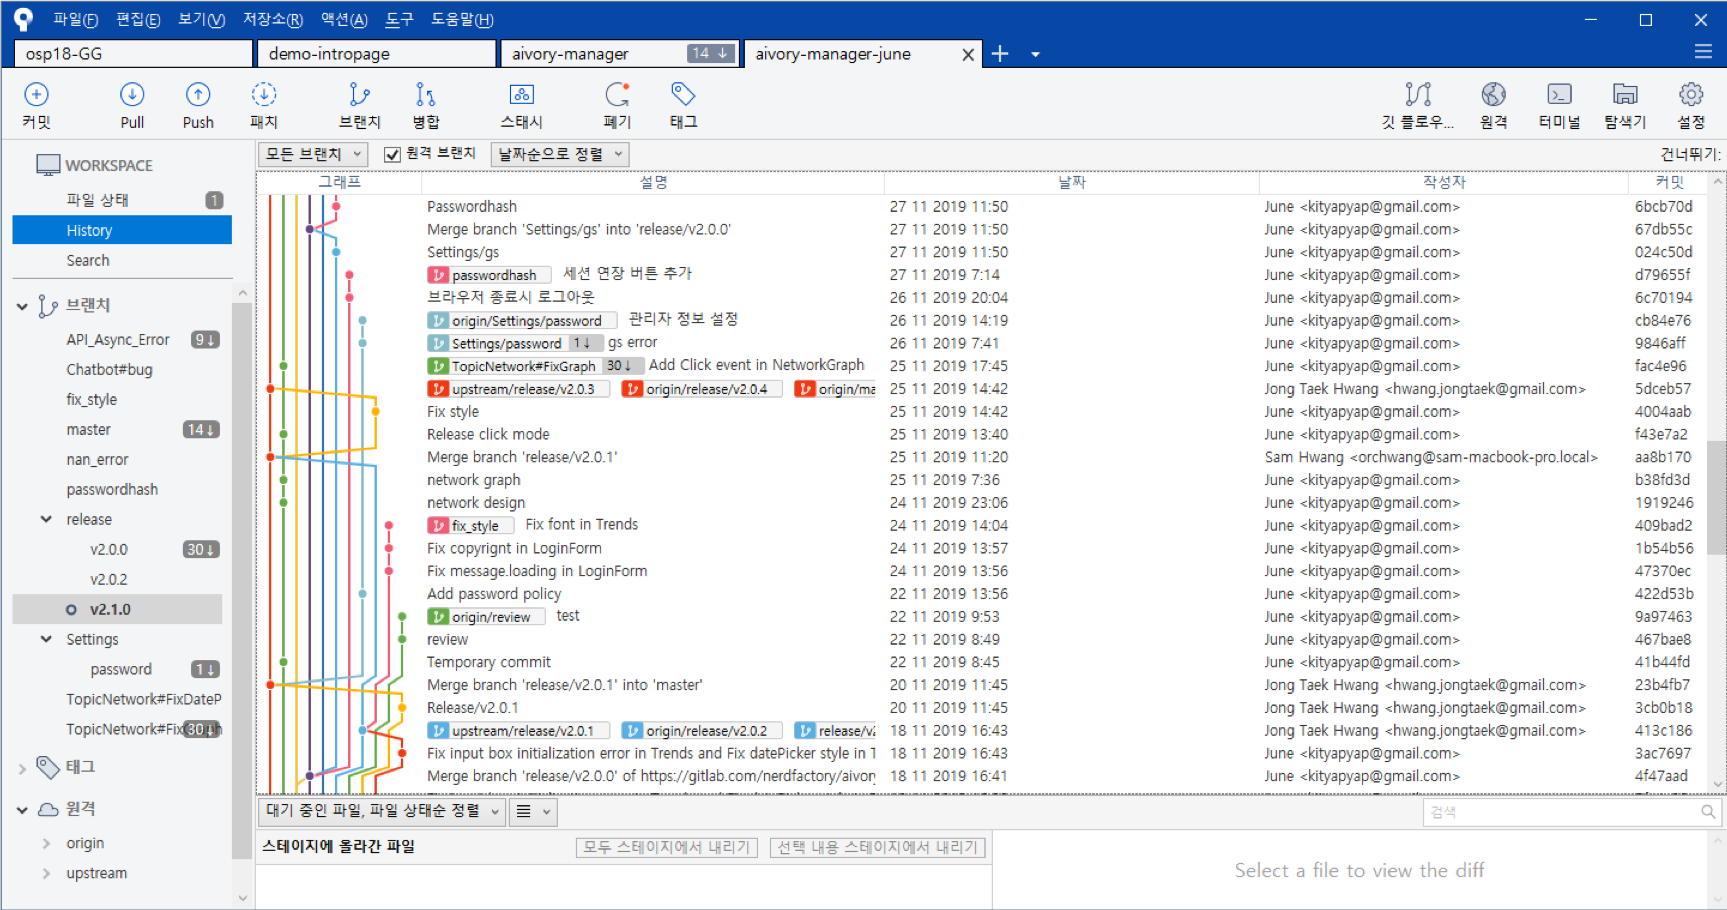 파일(F) 편집(E) 보기(V) 저장소(R) 액션(A) 도구 도움말(H)
osp18-GG demo-intropage aivory-manager 14↓ aivory-manager-june
커밋 Pull Push 패치 브랜치 병합 스태시 폐기 태그 깃 플로우... 원격 터미널 탐색기 설정
WORKSPACE
파일 상태 1
History
Search
브랜치
API_Async_Error 9↓
Chatbot#bug
fix_style
master 14↓
nan_error
passwordhash
release
v2.0.0 30↓
v2.0.2
v2.1.0
Settings
password 1↓
TopicNetwork#FixDateP
30↓
태그
원격
origin
upstream
모든 브랜치 원격 브랜치 날짜순으로 정렬 건너뛰기:
그래프 설명 날짜 작성자 커밋
Passwordhash 27 11 2019 11:50 June <kityapyap@gmail.com> 6bcb70d
Merge branch 'Settings/gs' into 'release/v2.0.0' 27 11 2019 11:50 June <kityapyap@gmail.com> 67db55c
Settings/gs 27 11 2019 11:50 June <kityapyap@gmail.com> 024c50d
passwordhash 세션 연장 버튼 추가 27 11 2019 7:14 June <kityapyap@gmail.com> d79655f
브라우저 종료시 로그아웃 26 11 2019 20:04 June <kityapyap@gmail.com> 6c70194
origin/Settings/password 관리자 정보 설정 26 11 2019 14:19 June <kityapyap@gmail.com> cb84e76
Settings/password 1↓ gs error 26 11 2019 7:41 June <kityapyap@gmail.com> 9846aff
TopicNetwork#FixGraph 30↓ Add Click event in NetworkGraph 25 11 2019 17:45 June <kityapyap@gmail.com> fac4e96
upstream/release/v2.0.3 origin/release/v2.0.4 origin/ma 25 11 2019 14:42 Jong Taek Hwang <hwang.jongtaek@gmail.com> 5dceb57
Fix style 25 11 2019 14:42 June <kityapyap@gmail.com> 4004aab
Release click mode 25 11 2019 13:40 June <kityapyap@gmail.com> f43e7a2
Merge branch 'release/v2.0.1' 25 11 2019 11:20 Sam Hwang <orchwang@sam-macbook-pro.local> aa8b170
network graph 25 11 2019 7:36 June <kityapyap@gmail.com> b38fd3d
network design 24 11 2019 23:06 June <kityapyap@gmail.com> 1919246
fix_style Fix font in Trends 24 11 2019 14:04 June <kityapyap@gmail.com> 409bad2
Fix copyrignt in LoginForm 24 11 2019 13:57 June <kityapyap@gmail.com> 1b54b56
Fix message.loading in LoginForm 24 11 2019 13:56 June <kityapyap@gmail.com> 47370ec
Add password policy 22 11 2019 13:56 June <kityapyap@gmail.com> 422d53b
origin/review test 22 11 2019 9:53 June <kityapyap@gmail.com> 9a97463
review 22 11 2019 8:49 June <kityapyap@gmail.com> 467bae8
Temporary commit 22 11 2019 8:45 June <kityapyap@gmail.com> 41b44fd
Merge branch 'release/v2.0.1' into 'master' 20 11 2019 11:45 Jong Taek Hwang <hwang.jongtaek@gmail.com> 23b4fb7
Release/v2.0.1 20 11 2019 11:45 Jong Taek Hwang <hwang.jongtaek@gmail.com> 3cb0b18
upstream/release/v2.0.1 origin/release/v2.0.2 release/v2 18 11 2019 16:43 Jong Taek Hwang <hwang.jongtaek@gmail.com> 413c186
Fix input box initialization error in Trends and Fix datePicker style in T 18 11 2019 16:43 June <kityapyap@gmail.com> 3ac7697
Merge branch 'release/v2.0.0' of https://gitlab.com/nerdfactory/aivory 18 11 2019 16:41 June <kityapyap@gmail.com> 4f47aad
대기 중인 파일, 파일 상태순 정렬 검색
스테이지에 올라간 파일 모두 스테이지에서 내리기 선택 내용 스테이지에서 내리기
Select a file to view the diff